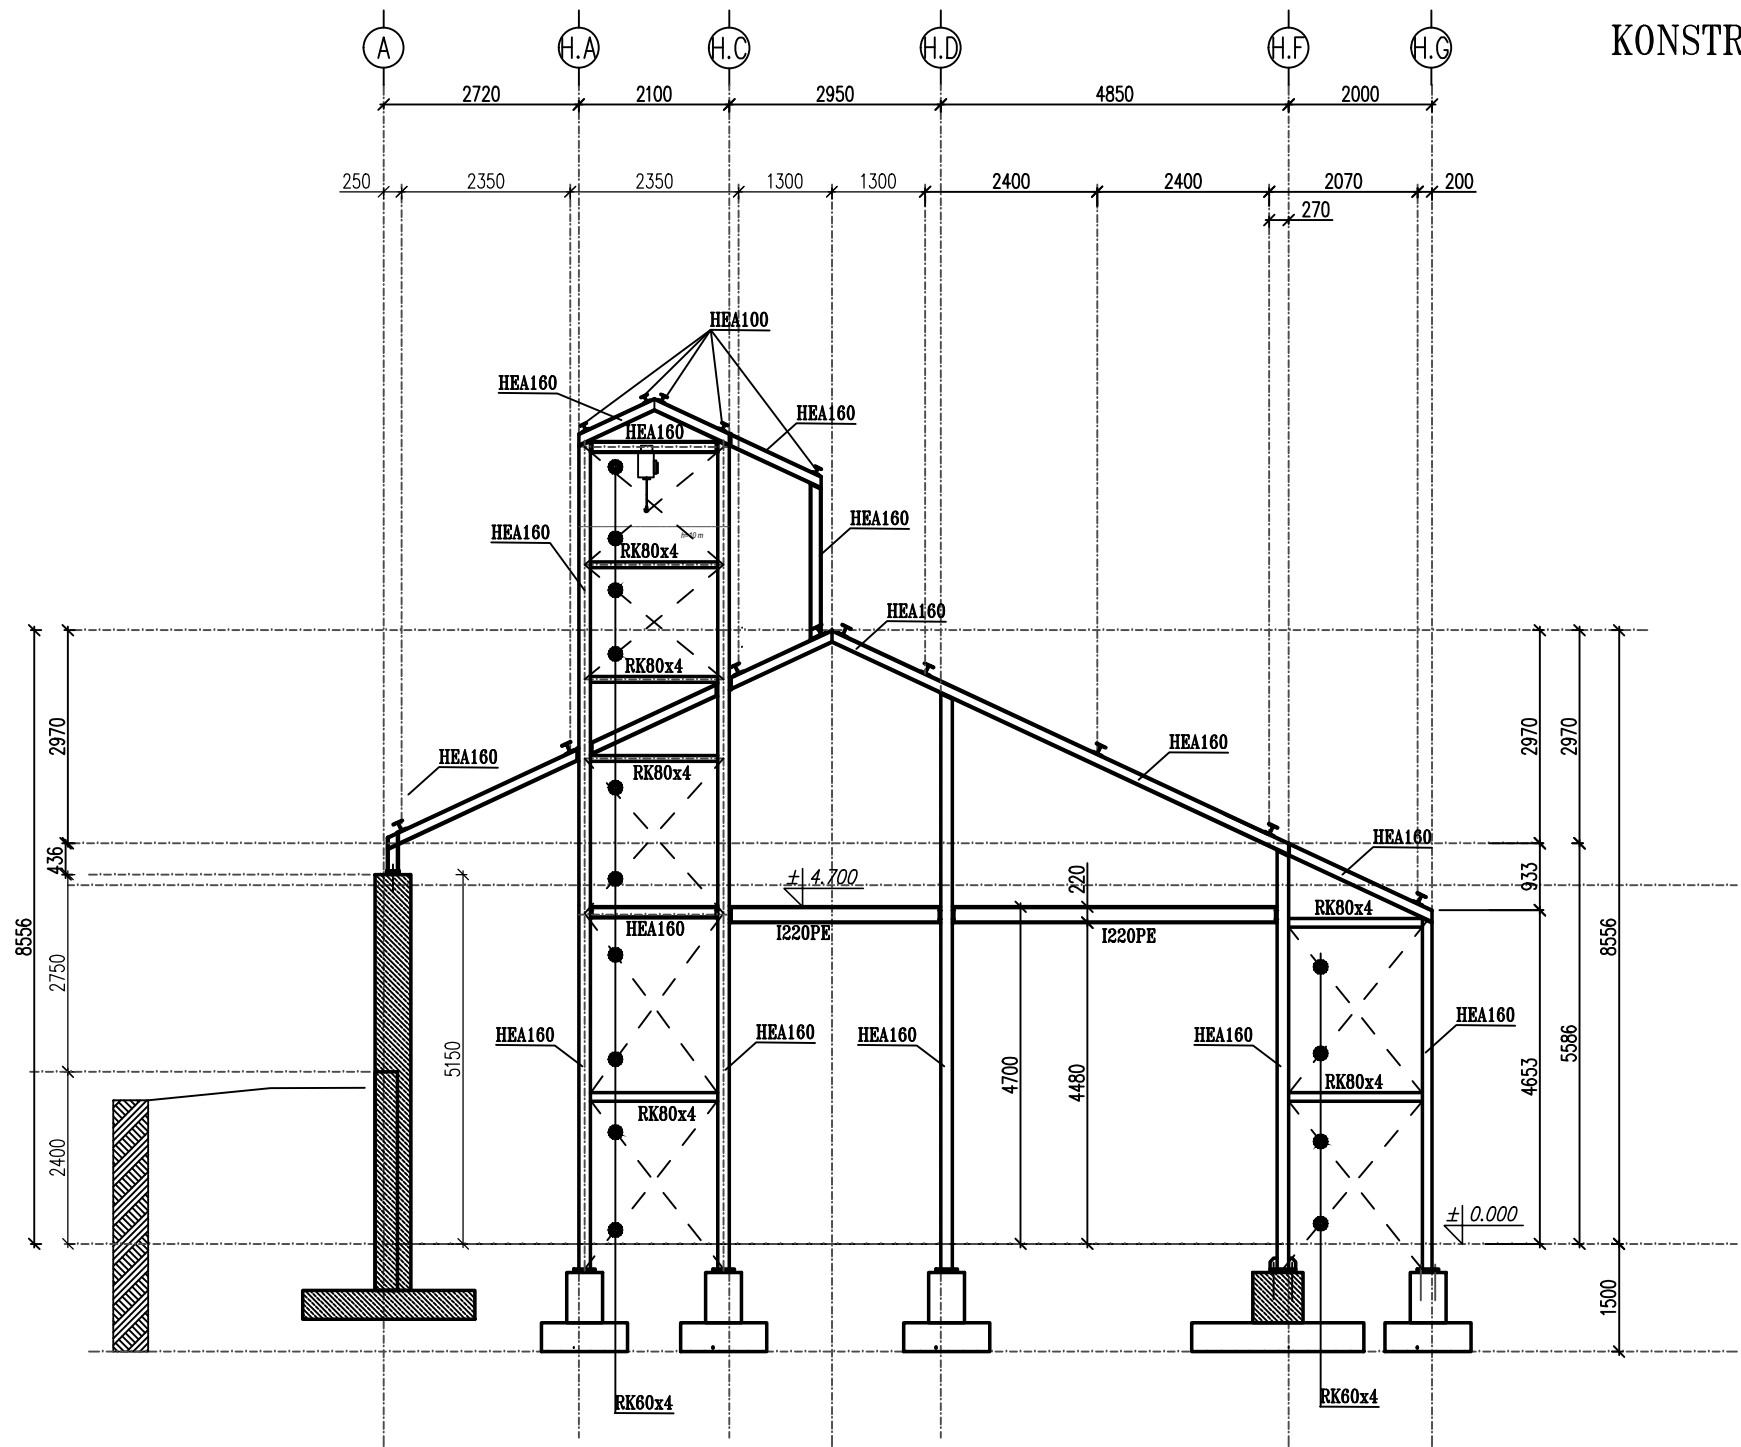 A H.A H.C H.D H.F H.G
KONSTR
2720 2100 2950 4850 2000
250 2350 2350 1300 1300 2400 2400 2070 200
270
HEA100
HEA160
HEA160
HEA160
HEA160
HEA160
h=10 m
RK80x4
HEA160
RK80x4
2970
2970
2970
HEA160
HEA160
RK80x4
HEA160
436
± 4.700
220
933
RK80x4
HEA160
I220PE
I220PE
8556
2750
8556
5150
HEA160
HEA160
HEA160
HEA160
HEA160
4700
4480
4653
5586
RK80x4
RK80x4
2400
± 0.000
1500
RK60x4
RK60x4